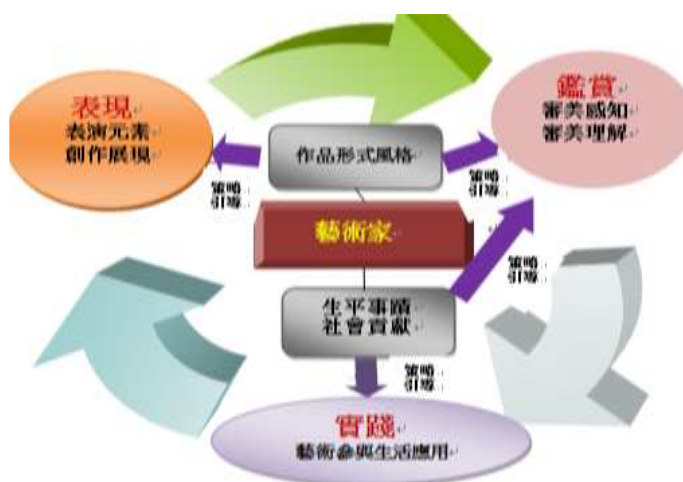 表現
表演元素
創作展現
鑑賞
審美感知
審美理解
作品形式風格
策略
引導
策略
引導
藝術家
策略
引導
生平事蹟
社會貢獻
策略
引導
實踐
藝術參與生活應用